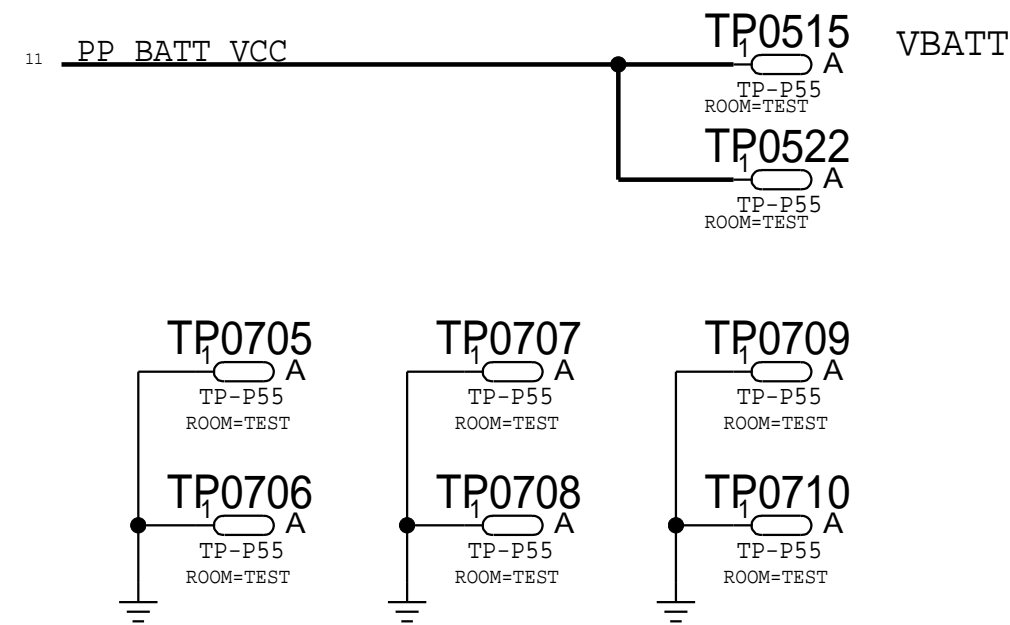 TP0515
VBATT
11
PP BATT VCC
1
A
TP-P55
ROOM=TEST
TP0522
1
A
TP-P55
ROOM=TEST
TP0705
TP0707
TP0709
1
A
1
A
1
A
TP-P55
TP-P55
TP-P55
ROOM=TEST
ROOM=TEST
ROOM=TEST
TP0706
TP0708
TP0710
1
A
1
A
1
A
TP-P55
TP-P55
TP-P55
ROOM=TEST
ROOM=TEST
ROOM=TEST